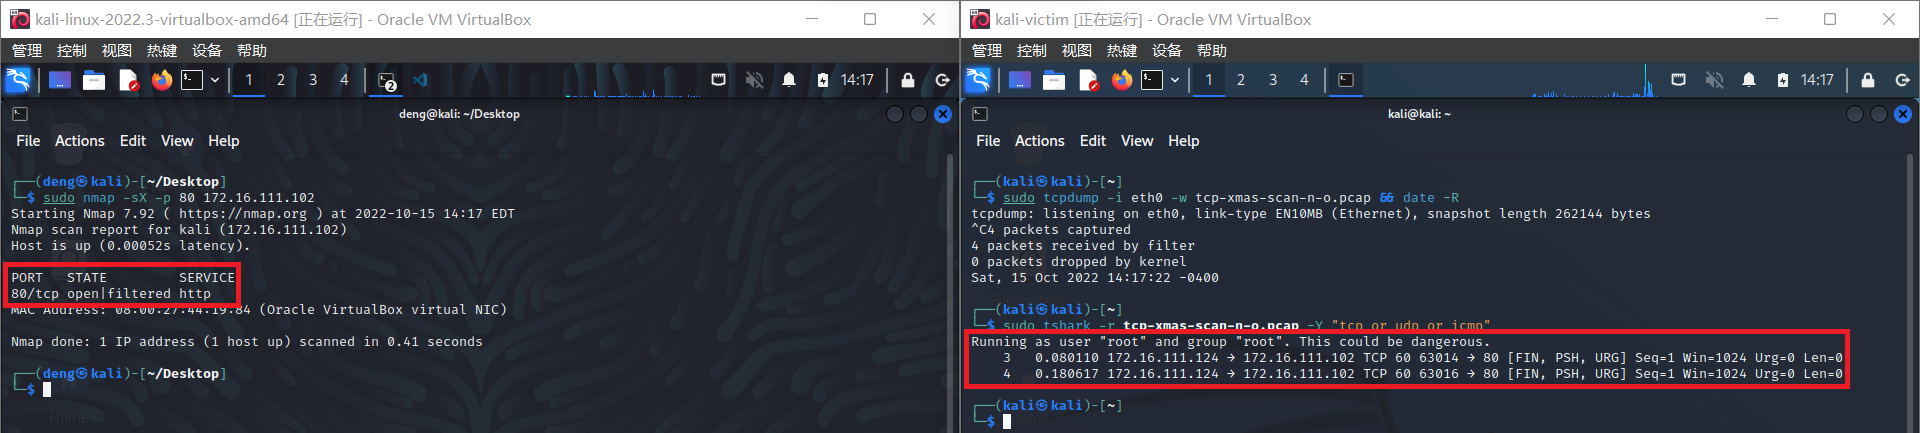 kali-linux-2022.3-virtualbox-amd64 [正在运行] - Oracle VM VirtualBox
管理 控制 视图 热键 设备 帮助
1 2 3 4 2 14:17
deng@kali: ~/Desktop
File Actions Edit View Help
┌──(deng㉿kali)-[~/Desktop]
└─$ sudo nmap -sX -p 80 172.16.111.102
Starting Nmap 7.92 ( https://nmap.org ) at 2022-10-15 14:17 EDT
Nmap scan report for kali (172.16.111.102)
Host is up (0.00052s latency).
PORT   STATE         SERVICE
80/tcp open|filtered http
MAC Address: 08:00:27:44:19:84 (Oracle VirtualBox virtual NIC)
Nmap done: 1 IP address (1 host up) scanned in 0.41 seconds
┌──(deng㉿kali)-[~/Desktop]
└─$
Home
kali-victim [正在运行] - Oracle VM VirtualBox
管理 控制 视图 热键 设备 帮助
1 2 3 4 14:17
kali@kali: ~
File Actions Edit View Help
┌──(kali㉿kali)-[~]
└─$ sudo tcpdump -i eth0 -w tcp-xmas-scan-n-o.pcap && date -R
tcpdump: listening on eth0, link-type EN10MB (Ethernet), snapshot length 262144 bytes
^C4 packets captured
4 packets received by filter
0 packets dropped by kernel
Sat, 15 Oct 2022 14:17:22 -0400
┌──(kali㉿kali)-[~]
└─$ sudo tshark -r tcp-xmas-scan-n-o.pcap -Y "tcp or udp or icmp"
Running as user "root" and group "root". This could be dangerous.
    3   0.080110 172.16.111.124 → 172.16.111.102 TCP 60 63014 → 80 [FIN, PSH, URG] Seq=1 Win=1024 Urg=0 Len=0
    4   0.180617 172.16.111.124 → 172.16.111.102 TCP 60 63016 → 80 [FIN, PSH, URG] Seq=1 Win=1024 Urg=0 Len=0
┌──(kali㉿kali)-[~]
└─$
Home